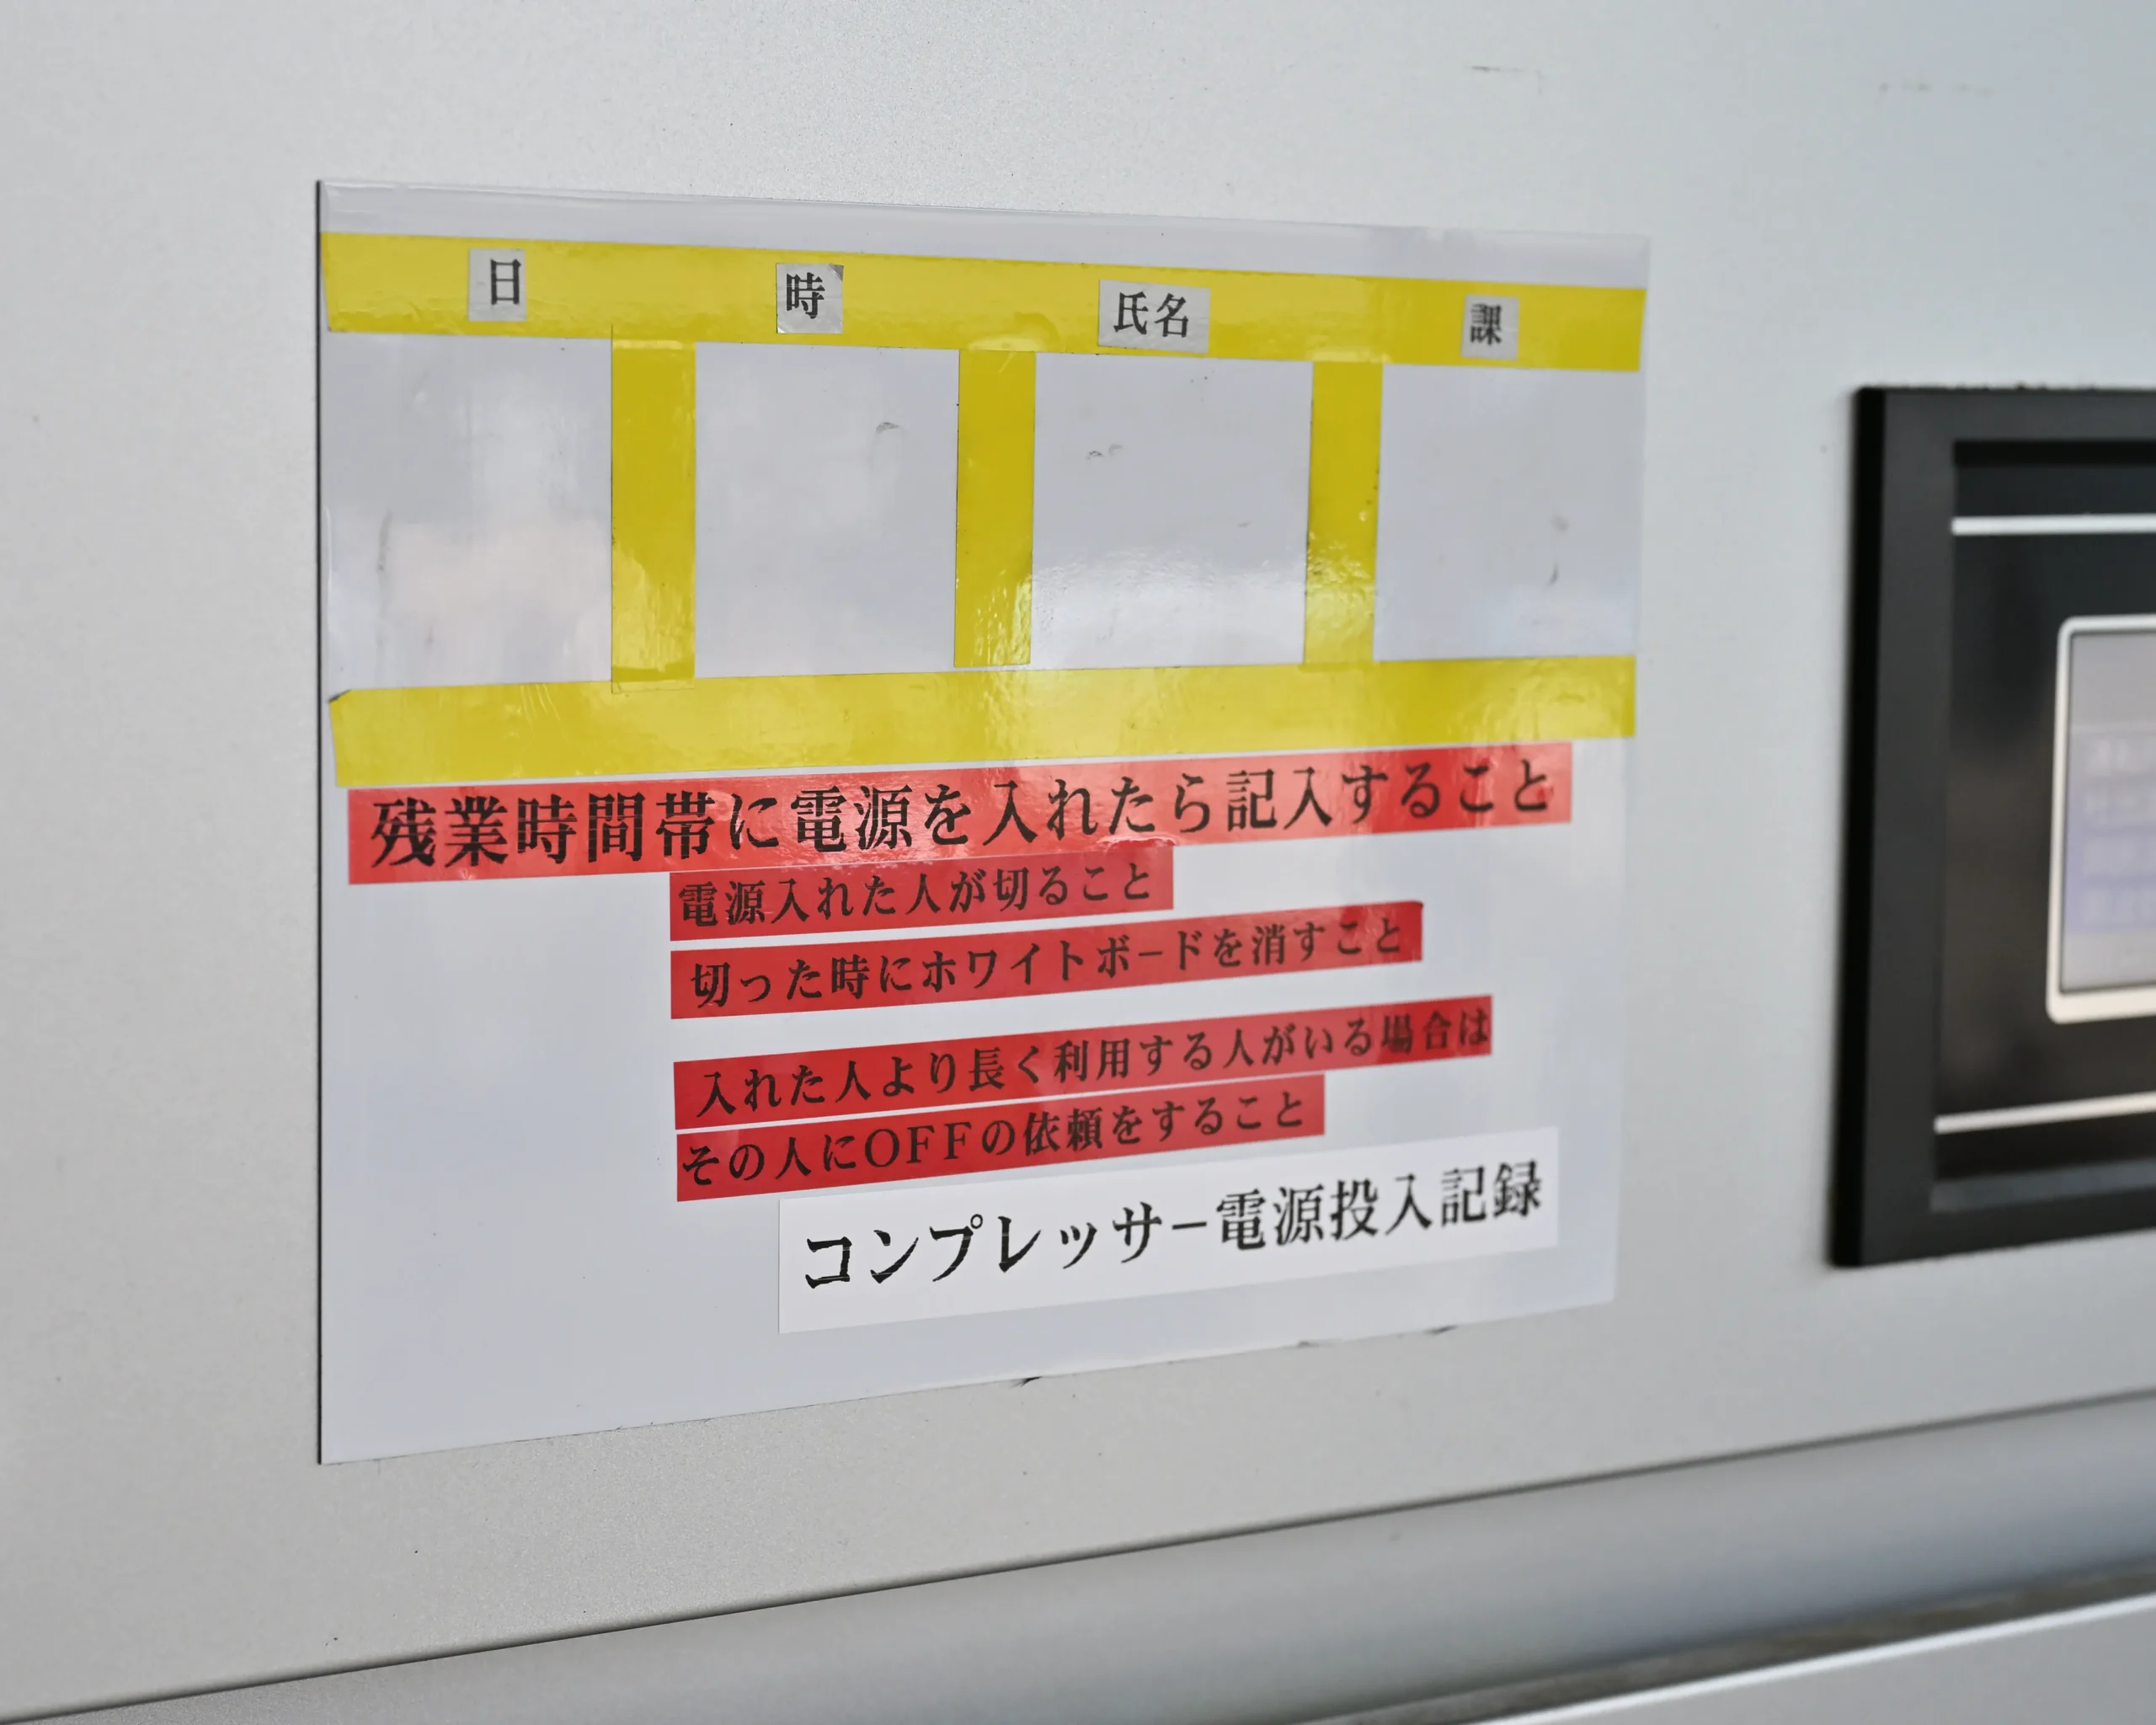 日 時 氏名 課
残業時間帯に電源を入れたら記入すること
電源入れた人が切ること
切った時にホワイトボードを消すこと
入れた人より長く利用する人がいる場合は
その人にOFFの依頼をすること
コンプレッサー電源投入記録